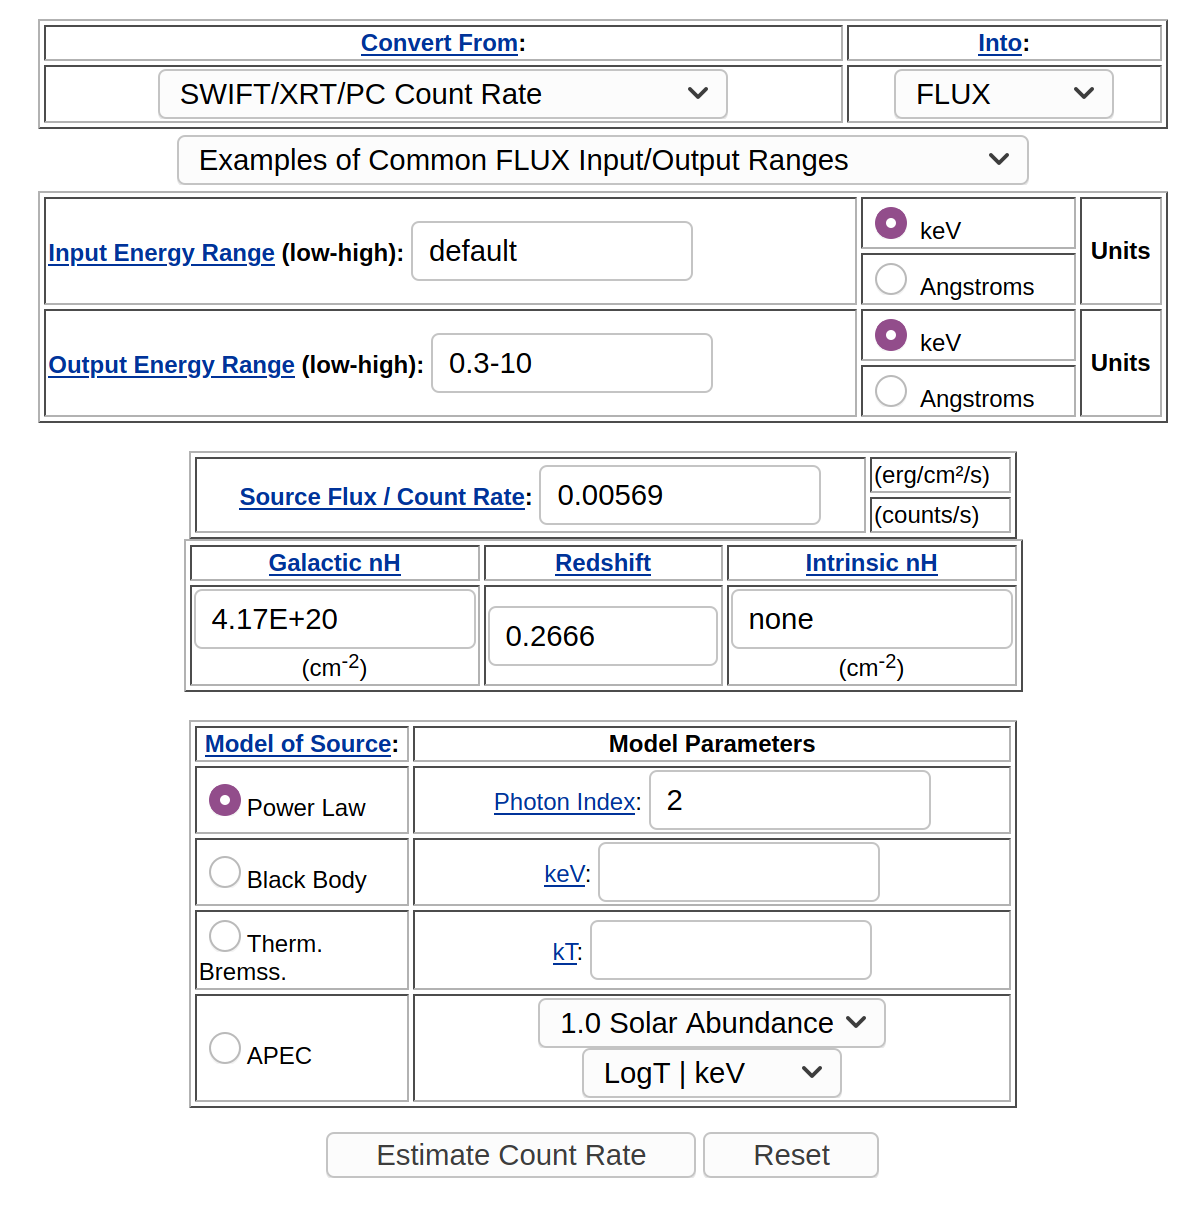 Convert From: Into:
SWIFT/XRT/PC Count Rate FLUX
Examples of Common FLUX Input/Output Ranges
Input Energy Range (low-high): default keV Units
Angstroms
Output Energy Range (low-high): 0.3-10 keV Units
Angstroms
Source Flux / Count Rate: 0.00569 (erg/cm²/s)
(counts/s)
Galactic nH Redshift Intrinsic nH
4.17E+20 0.2666 none
(cm-2) (cm-2)
Model of Source: Model Parameters
Power Law Photon Index: 2
Black Body keV:
Therm.
Bremss. kT:
APEC 1.0 Solar Abundance
LogT | keV
Estimate Count Rate Reset